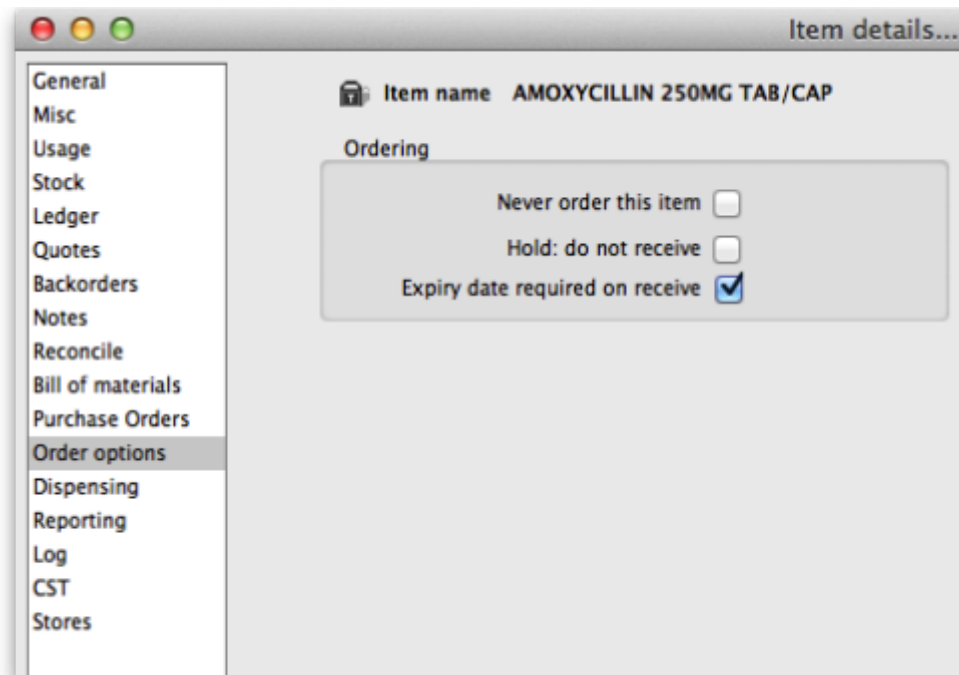 Item details...
General
Misc
Usage
Stock
Ledger
Quotes
Backorders
Notes
Reconcile
Bill of materials
Purchase Orders
Order options
Dispensing
Reporting
Log
CST
Stores
Item name AMOXYCILLIN 250MG TAB/CAP
Ordering
Never order this item
Hold: do not receive
Expiry date required on receive